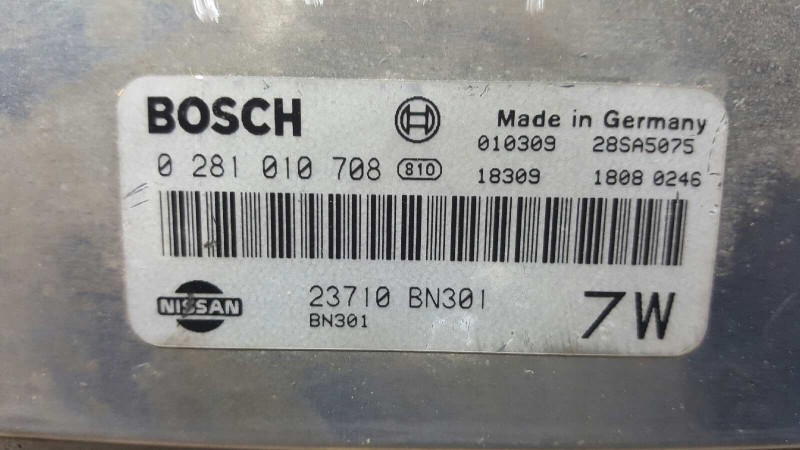 BOSCH Made in Germany
010309 28SA5075
0 281 010 708 810 18309 1808 0246
NISSAN 23710 BN301 7W
BN301